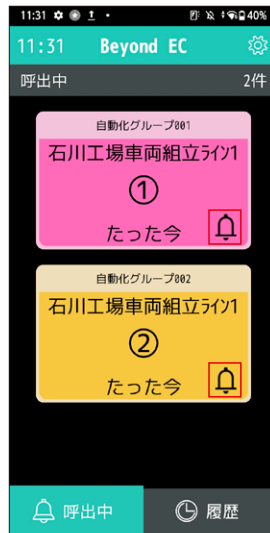 11:31 40%
11:31 Beyond EC
呼出中 2件
自動化グループ001
石川工場車両組立ライン1
①
たった今
自動化グループ002
石川工場車両組立ライン1
②
たった今
呼出中 履歴